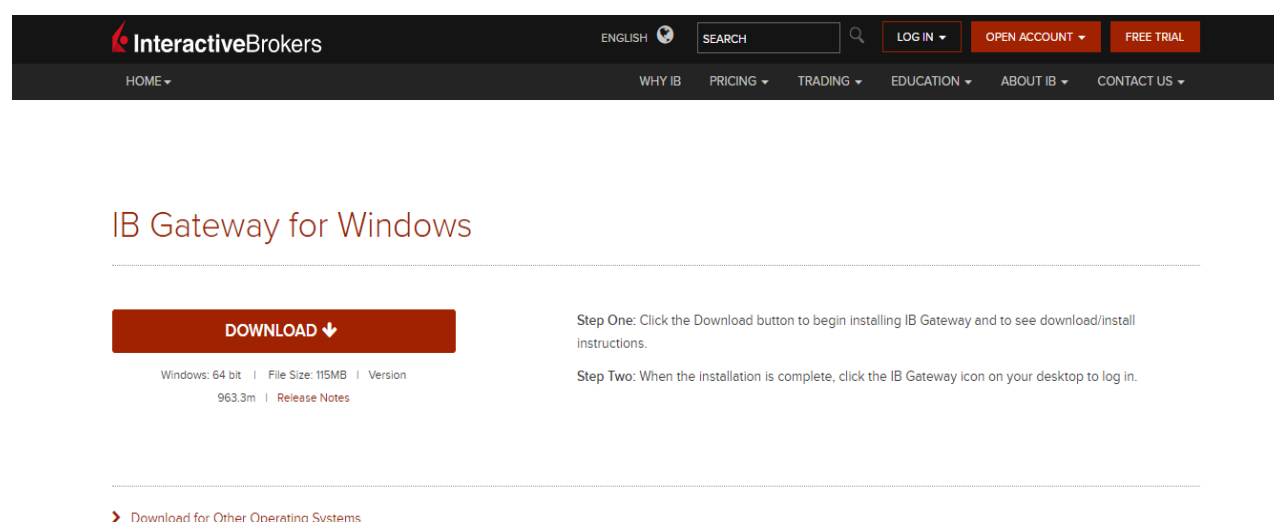 InteractiveBrokers
ENGLISH
SEARCH
LOG IN
OPEN ACCOUNT
FREE TRIAL
HOME
WHY IB
PRICING
TRADING
EDUCATION
ABOUT IB
CONTACT US
IB Gateway for Windows
DOWNLOAD
Windows: 64 bit | File Size: 115MB | Version
963.3m | Release Notes
Step One: Click the Download button to begin installing IB Gateway and to see download/install
instructions.
Step Two: When the installation is complete, click the IB Gateway icon on your desktop to log in.
Download for Other Operating Systems